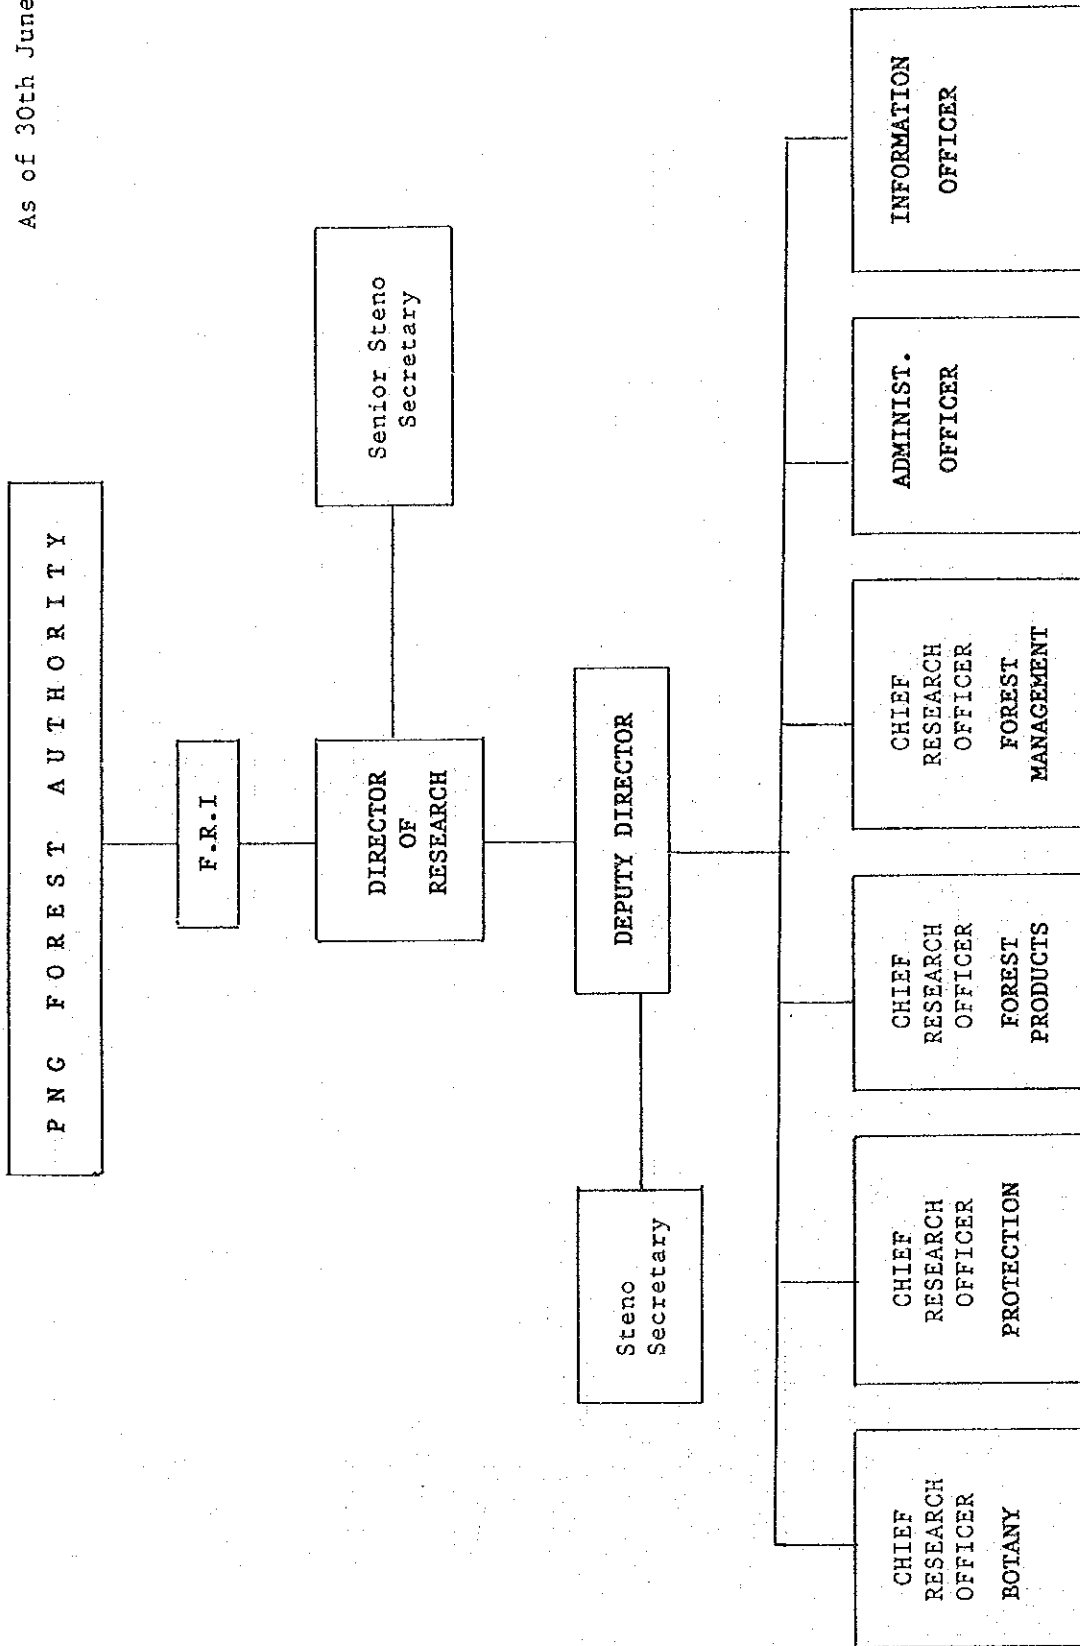 As of 30th June
P N G  F O R E S T  A U T H O R I T Y
F.R.I
DIRECTOR
OF
RESEARCH
Senior Steno
Secretary
DEPUTY DIRECTOR
Steno
Secretary
CHIEF
RESEARCH
OFFICER
BOTANY
CHIEF
RESEARCH
OFFICER
PROTECTION
CHIEF
RESEARCH
OFFICER
FOREST
PRODUCTS
CHIEF
RESEARCH
OFFICER
FOREST
MANAGEMENT
ADMINIST.
OFFICER
INFORMATION
OFFICER